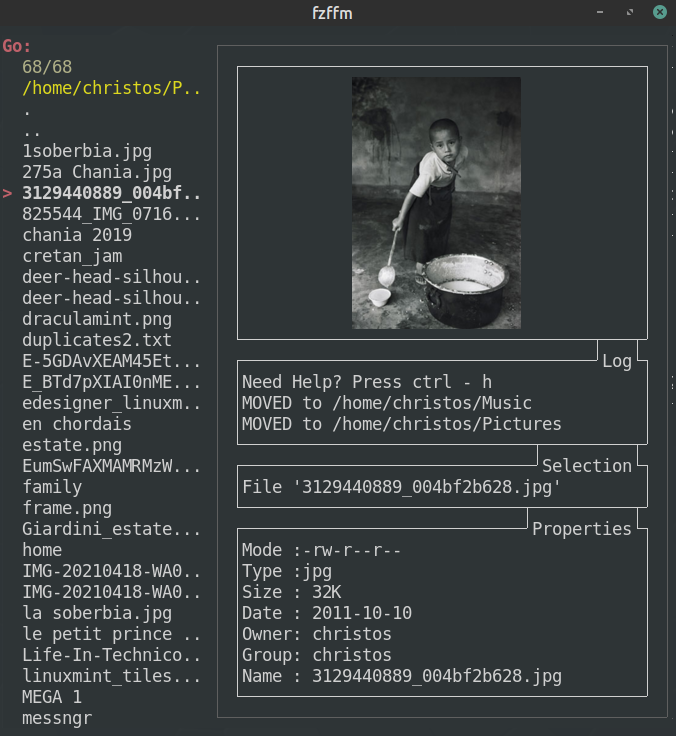 fzffm
Go:
68/68
/home/christos/P..
.
..
1soberbia.jpg
275a Chania.jpg
> 3129440889_004bf..
825544_IMG_0716...
chania 2019
cretan_jam
deer-head-silhou..
deer-head-silhou..
draculamint.png
duplicates2.txt
E-5GDAvXEAM45Et...
E_BTd7pXIAI0nME...
edesigner_linuxm..
en chordais
estate.png
EumSwFAXMAMRMzW...
family
frame.png
Giardini_estate...
home
IMG-20210418-WA0..
IMG-20210418-WA0..
la soberbia.jpg
le petit prince ..
Life-In-Technico..
linuxmint_tiles...
MEGA 1
messngr
Log
Need Help? Press ctrl - h
MOVED to /home/christos/Music
MOVED to /home/christos/Pictures
Selection
File '3129440889_004bf2b628.jpg'
Properties
Mode :-rw-r--r--
Type :jpg
Size : 32K
Date : 2011-10-10
Owner: christos
Group: christos
Name : 3129440889_004bf2b628.jpg